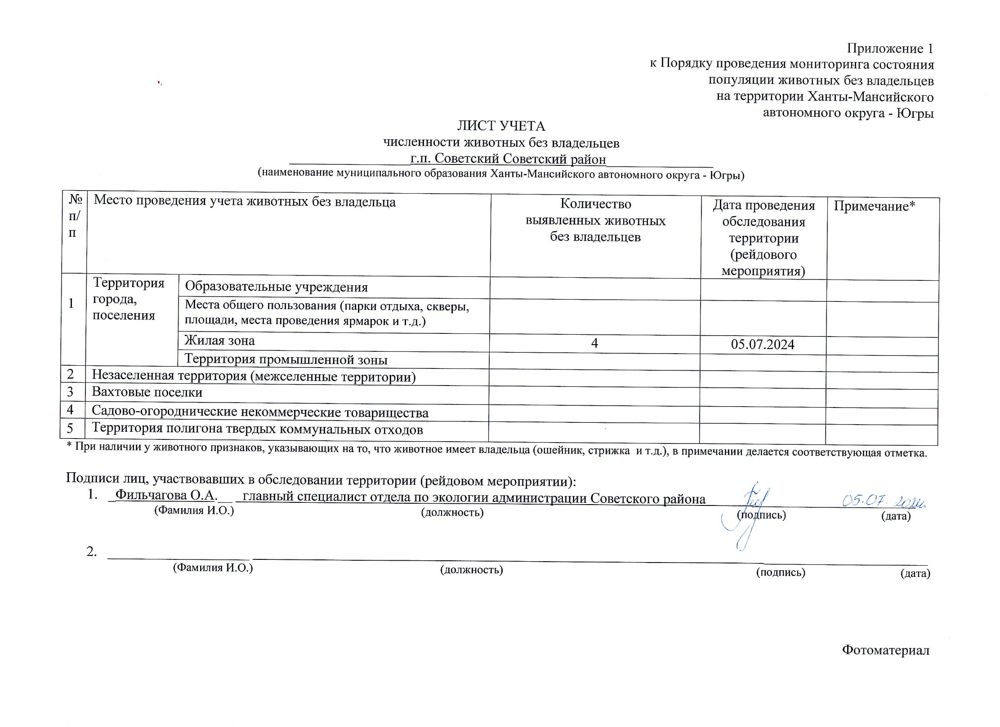 Приложение 1
к Порядку проведения мониторинга состояния
популяции животных без владельцев
на территории Ханты-Мансийского
автономного округа - Югры
ЛИСТ УЧЕТА
численности животных без владельцев
г.п. Советский Советский район
(наименование муниципального образования Ханты-Мансийского автономного округа - Югры)
№ п/п Место проведения учета животных без владельца Количество выявленных животных без владельцев Дата проведения обследования территории (рейдового мероприятия) Примечание*
1 Территория города, поселения Образовательные учреждения
Места общего пользования (парки отдыха, скверы,
площади, места проведения ярмарок и т.д.)
Жилая зона 4 05.07.2024
Территория промышленной зоны
2 Незаселенная территория (межселенные территории)
3 Вахтовые поселки
4 Садово-огороднические некоммерческие товарищества
5 Территория полигона твердых коммунальных отходов
* При наличии у животного признаков, указывающих на то, что животное имеет владельца (ошейник, стрижка и т.д.), в примечании делается соответствующая отметка.
Подписи лиц, участвовавших в обследовании территории (рейдовом мероприятии):
1. Фильчагова О.А. главный специалист отдела по экологии администрации Советского района 05.07.2024
(Фамилия И.О.) (должность) (подпись) (дата)
2.
(Фамилия И.О.) (должность) (подпись) (дата)
Фотоматериал